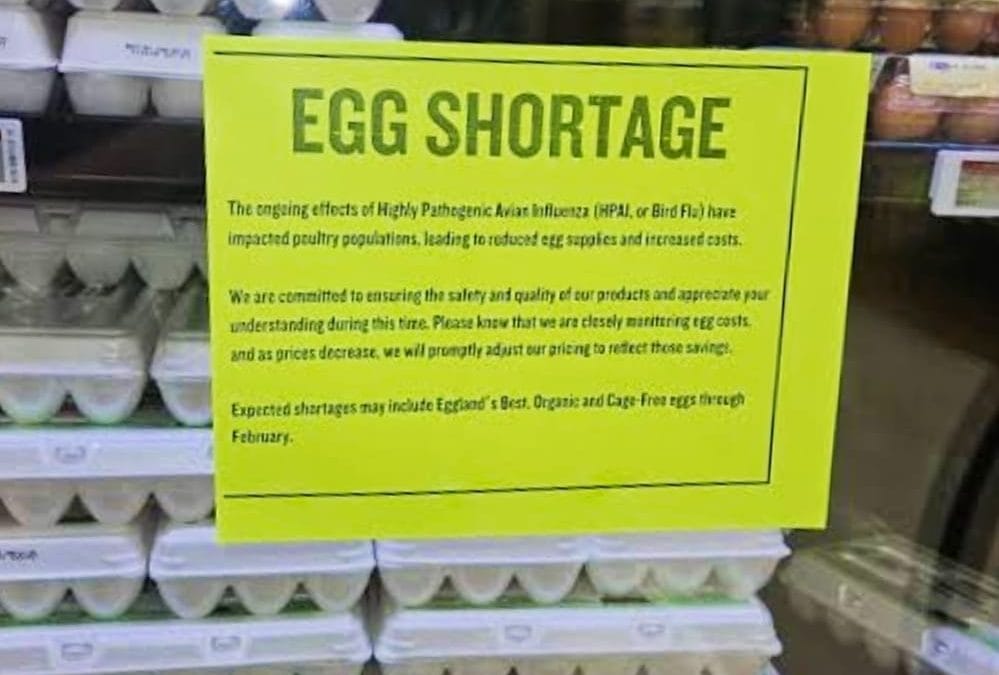 EGG SHORTAGE
The ongoing effects of Highly Pathogenic Avian Influenza (HPAI, or Bird Flu) have
impacted poultry populations, leading to reduced egg supplies and increased costs.
We are committed to ensuring the safety and quality of our products and appreciate your
understanding during this time. Please know that we are closely monitoring egg costs,
and as prices decrease, we will promptly adjust our pricing to reflect those savings.
Expected shortages may include Eggland's Best, Organic and Cage-Free eggs through
February.